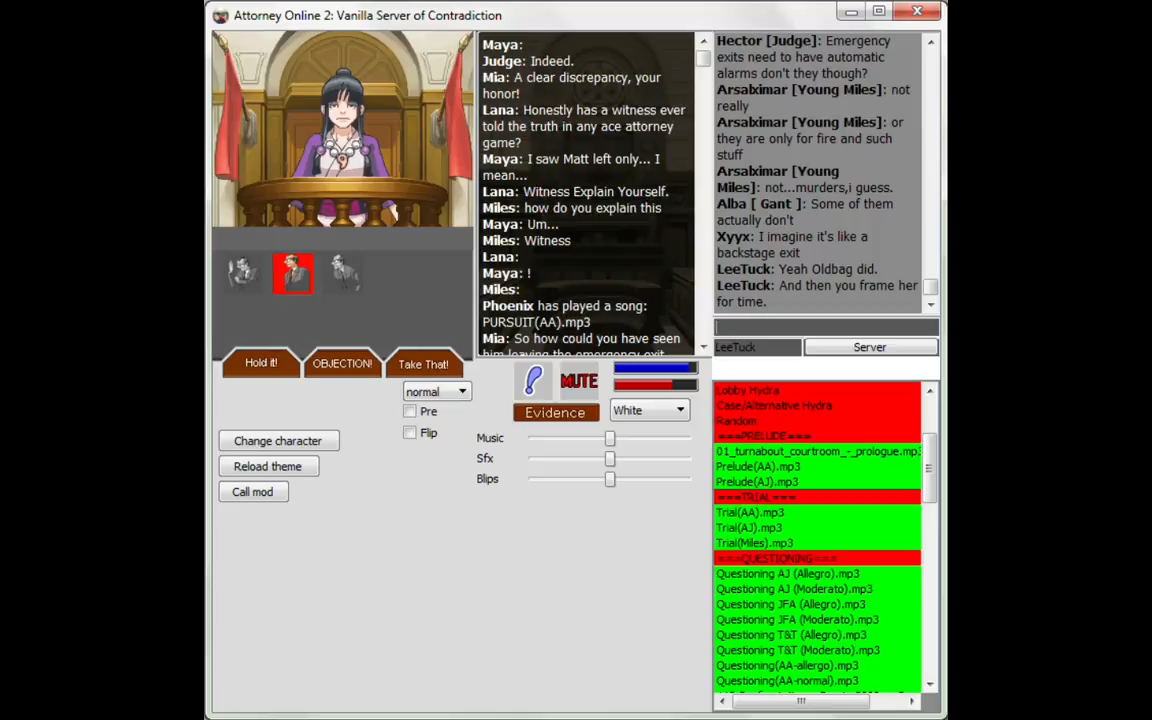 Attorney Online 2: Vanilla Server of Contradiction
Maya:
Judge: Indeed.
Mia: A clear discrepancy, your
honor!
Lana: Honestly has a witness ever
told the truth in any ace attorney
game?
Maya: I saw Matt left only... I
mean...
Lana: Witness Explain Yourself.
Miles: how do you explain this
Maya: Um...
Miles: Witness
Lana:
Maya: !
Miles:
Phoenix has played a song:
PURSUIT(AA).mp3
Mia: So how could you have seen
him leaving the emergency exit
Hector [Judge]: Emergency
exits need to have automatic
alarms don't they though?
Arsalximar [Young Miles]: not
really
Arsalximar [Young Miles]: or
they are only for fire and such
stuff
Arsalximar [Young
Miles]: not...murders,i guess.
Alba [ Gant ]: Some of them
actually don't
Xyyx: I imagine it's like a
backstage exit
LeeTuck: Yeah Oldbag did.
LeeTuck: And then you frame her
for time.
LeeTuck
Server
Hold it!
OBJECTION!
Take That!
normal
Pre
Flip
MUTE
Evidence
White
Change character
Reload theme
Call mod
Music
Sfx
Blips
Lobby Hydra
Case/Alternative Hydra
Random
===PRELUDE===
01_turnabout_courtroom_-_prologue.mp3
Prelude(AA).mp3
Prelude(AJ).mp3
===TRIAL===
Trial(AA).mp3
Trial(AJ).mp3
Trial(Miles).mp3
===QUESTIONING===
Questioning AJ (Allegro).mp3
Questioning AJ (Moderato).mp3
Questioning JFA (Allegro).mp3
Questioning JFA (Moderato).mp3
Questioning T&T (Allegro).mp3
Questioning T&T (Moderato).mp3
Questioning(AA-allergo).mp3
Questioning(AA-normal).mp3